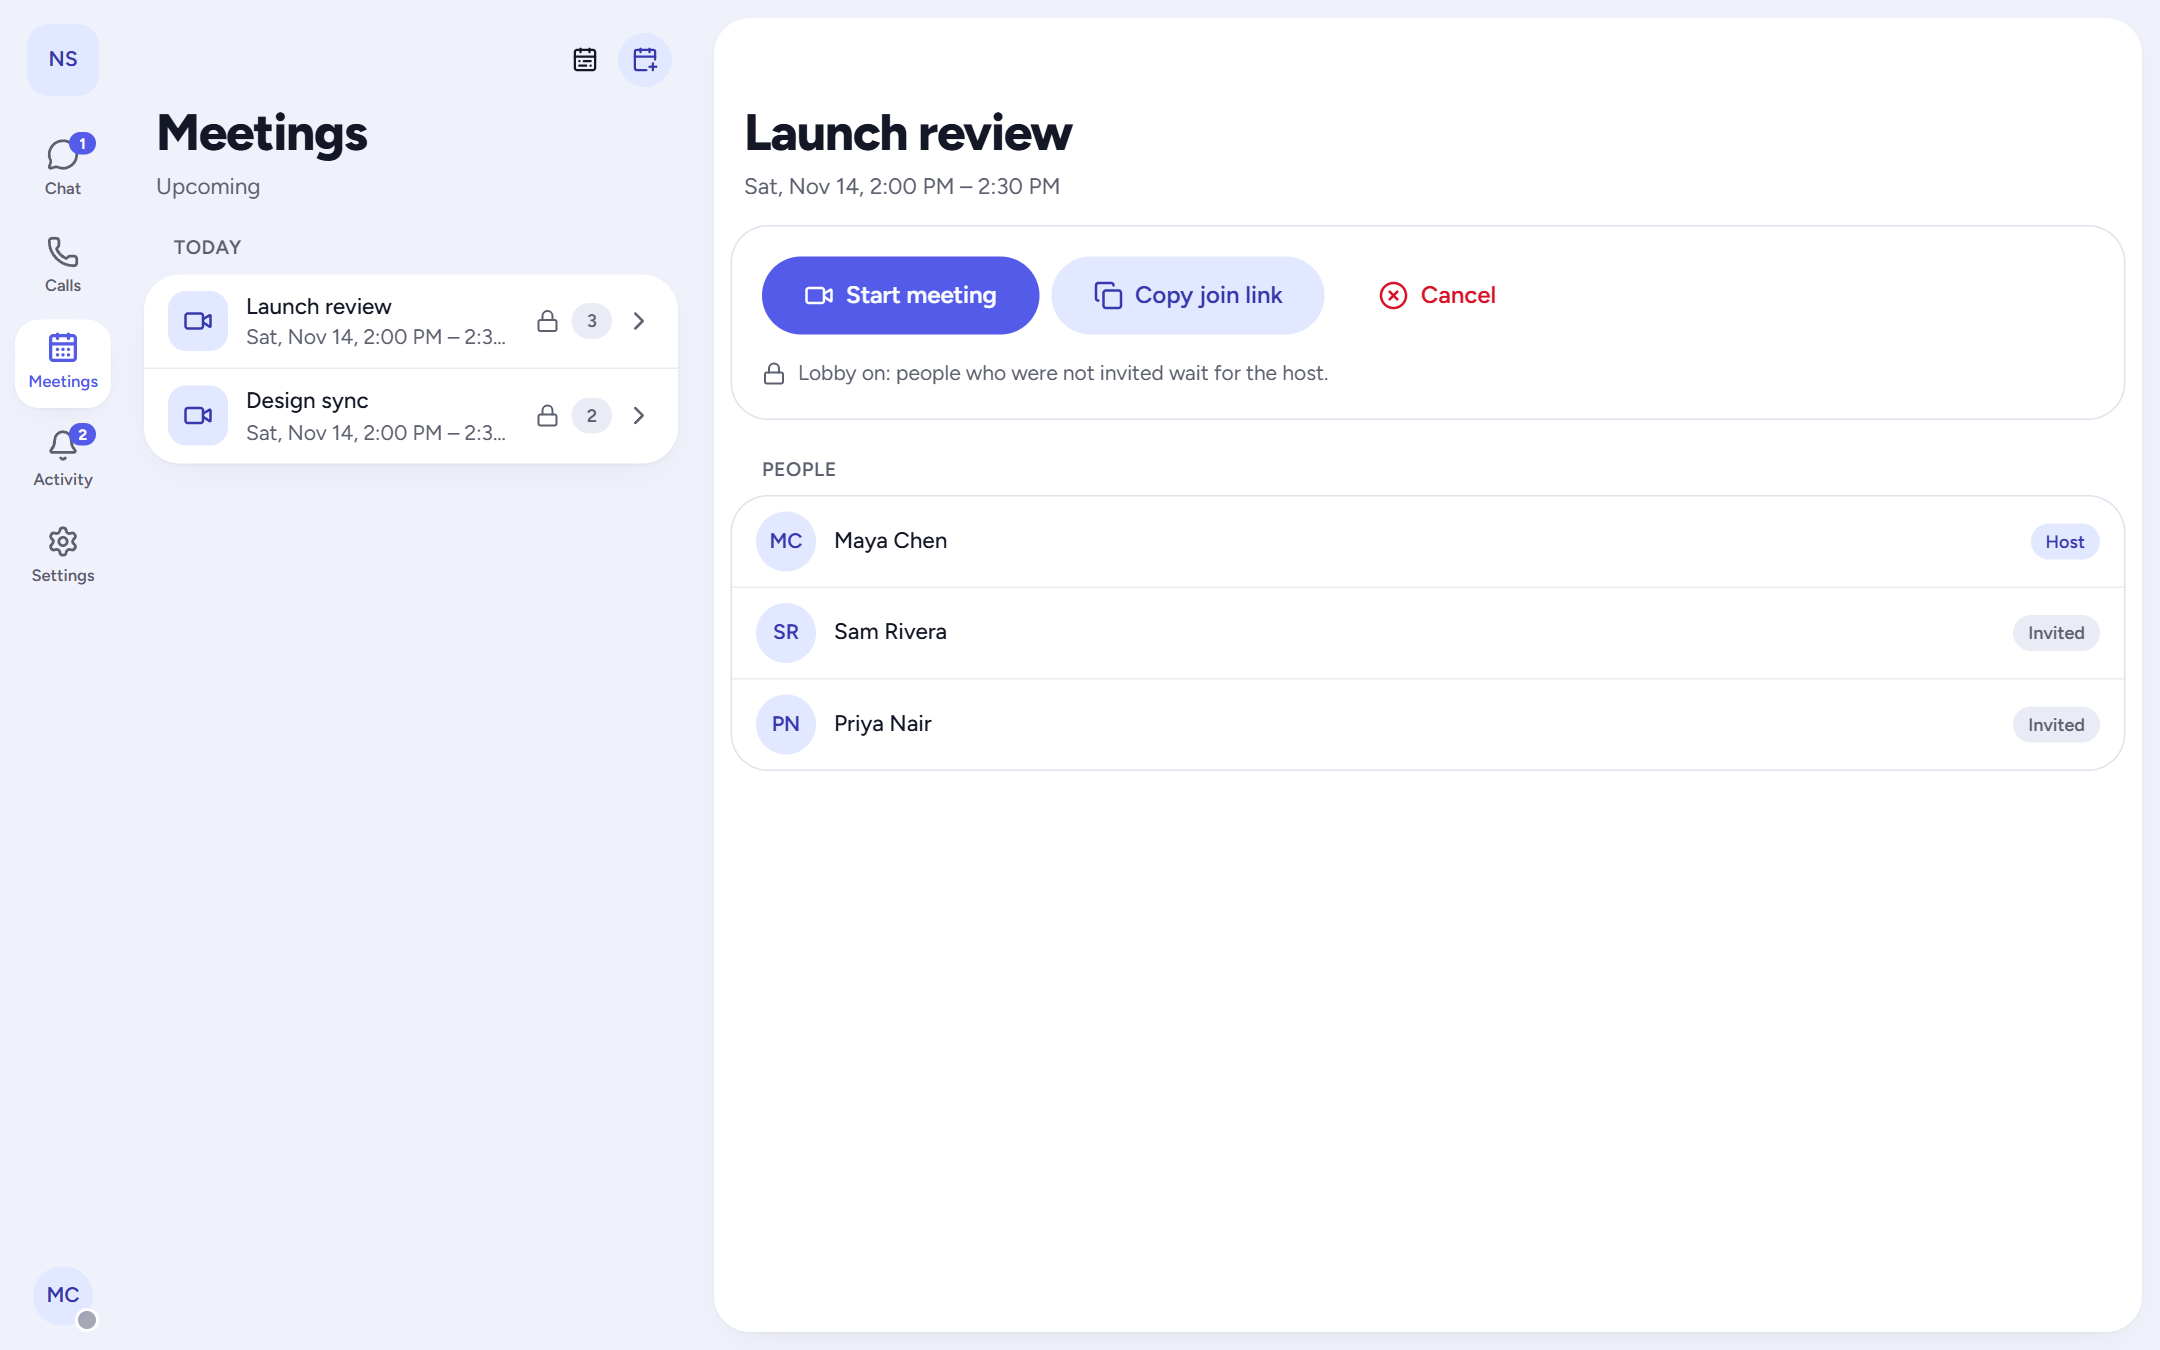 NS
1
Chat
Calls
Meetings
2
Activity
Settings
MC
Meetings
Upcoming
TODAY
Launch review
Sat, Nov 14, 2:00 PM – 2:3...
3
Design sync
Sat, Nov 14, 2:00 PM – 2:3...
2
Launch review
Sat, Nov 14, 2:00 PM – 2:30 PM
Start meeting
Copy join link
Cancel
Lobby on: people who were not invited wait for the host.
PEOPLE
MC
Maya Chen
Host
SR
Sam Rivera
Invited
PN
Priya Nair
Invited